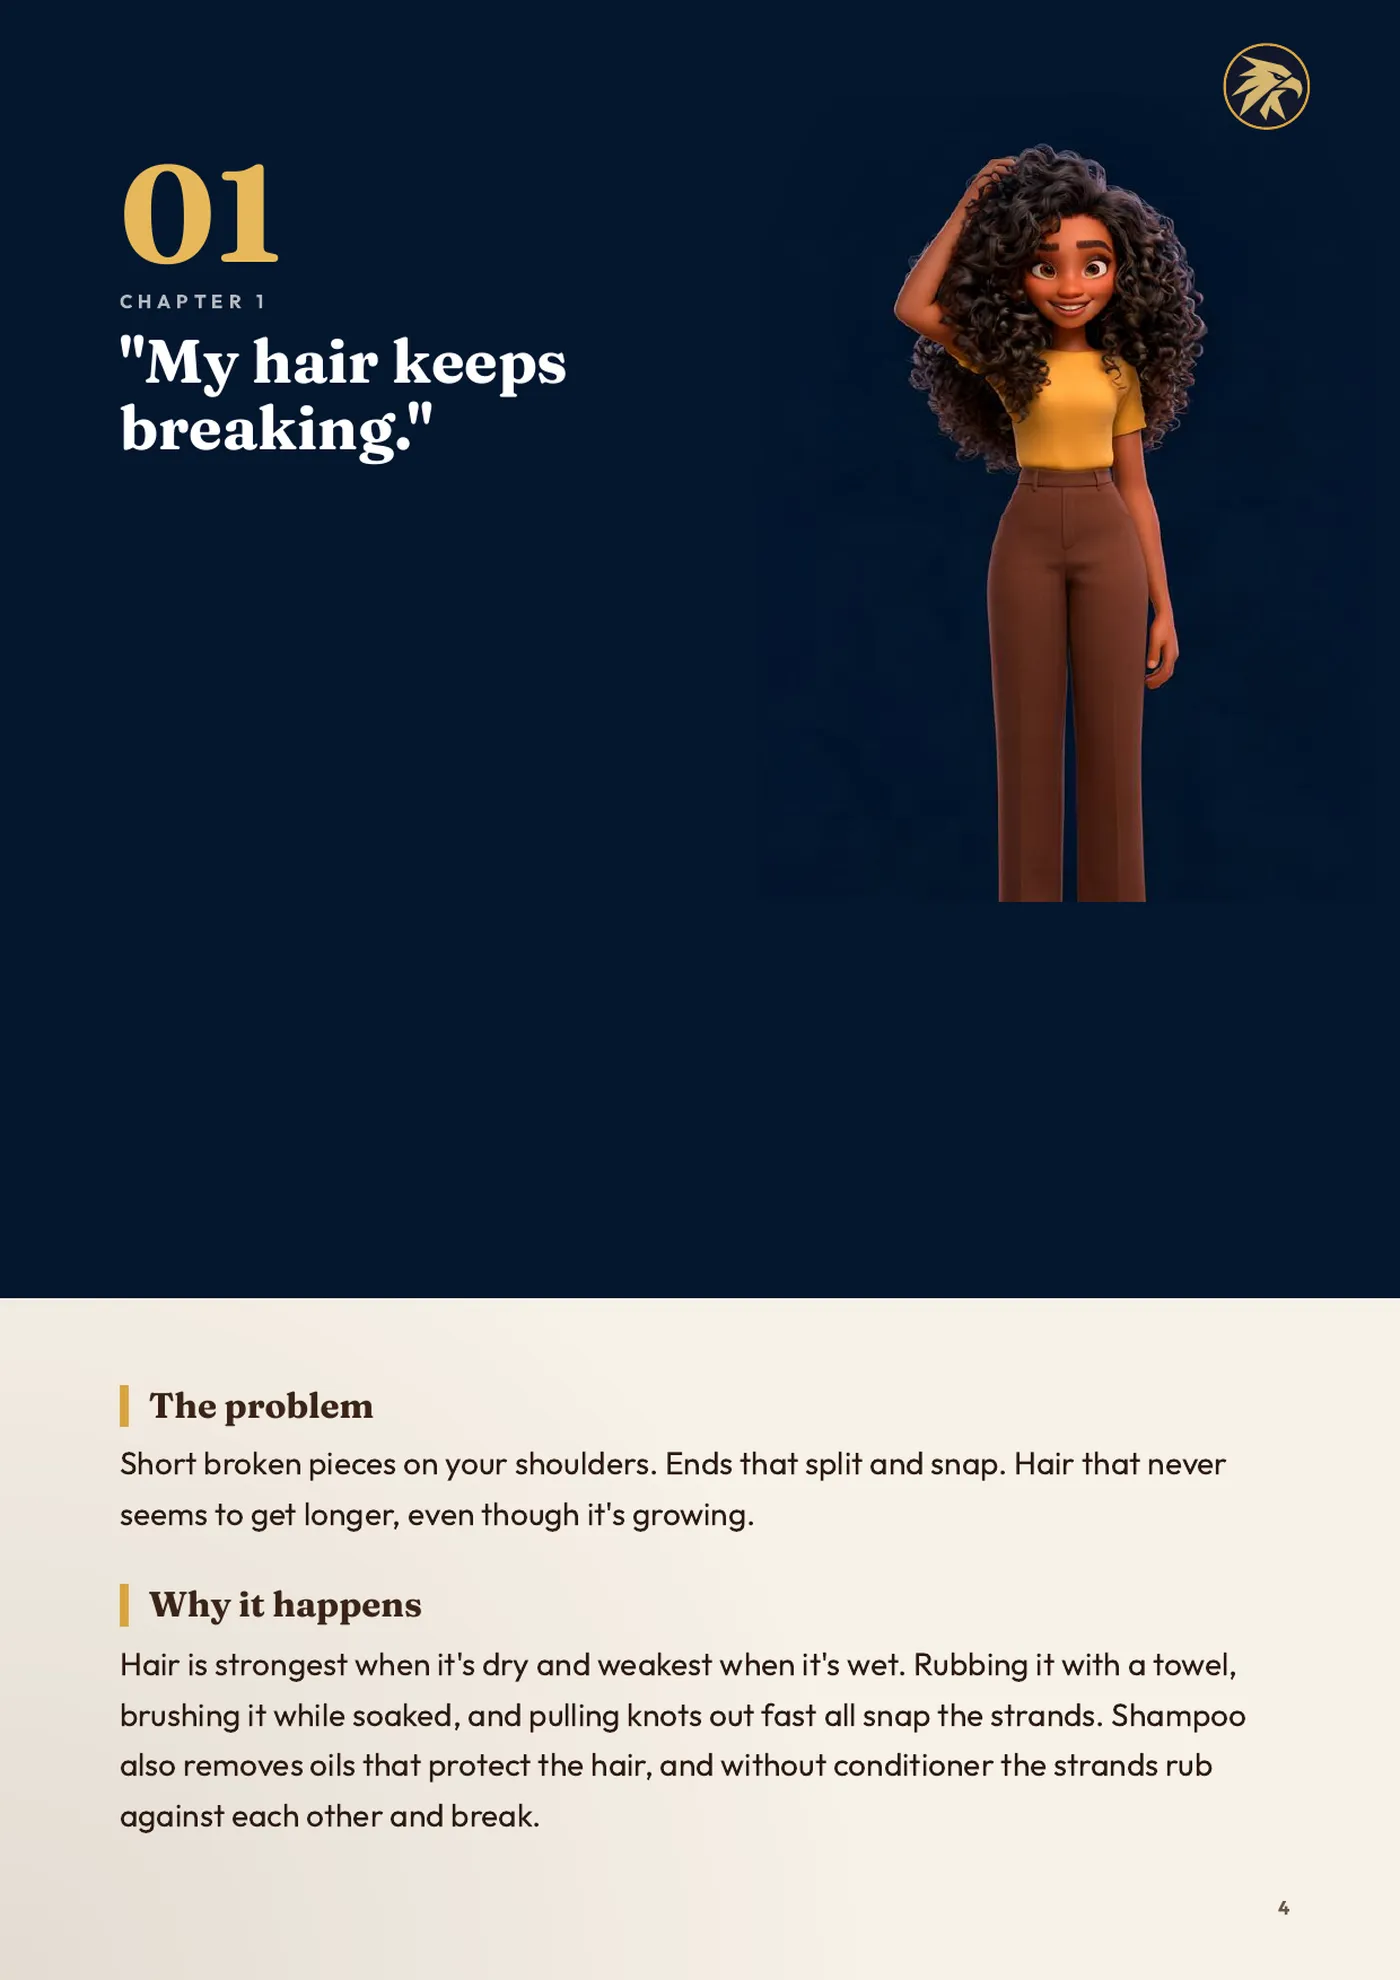 01
CHAPTER 1
"My hair keeps
breaking."
The problem
Short broken pieces on your shoulders. Ends that split and snap. Hair that never
seems to get longer, even though it's growing.
Why it happens
Hair is strongest when it's dry and weakest when it's wet. Rubbing it with a towel,
brushing it while soaked, and pulling knots out fast all snap the strands. Shampoo
also removes oils that protect the hair, and without conditioner the strands rub
against each other and break.
4